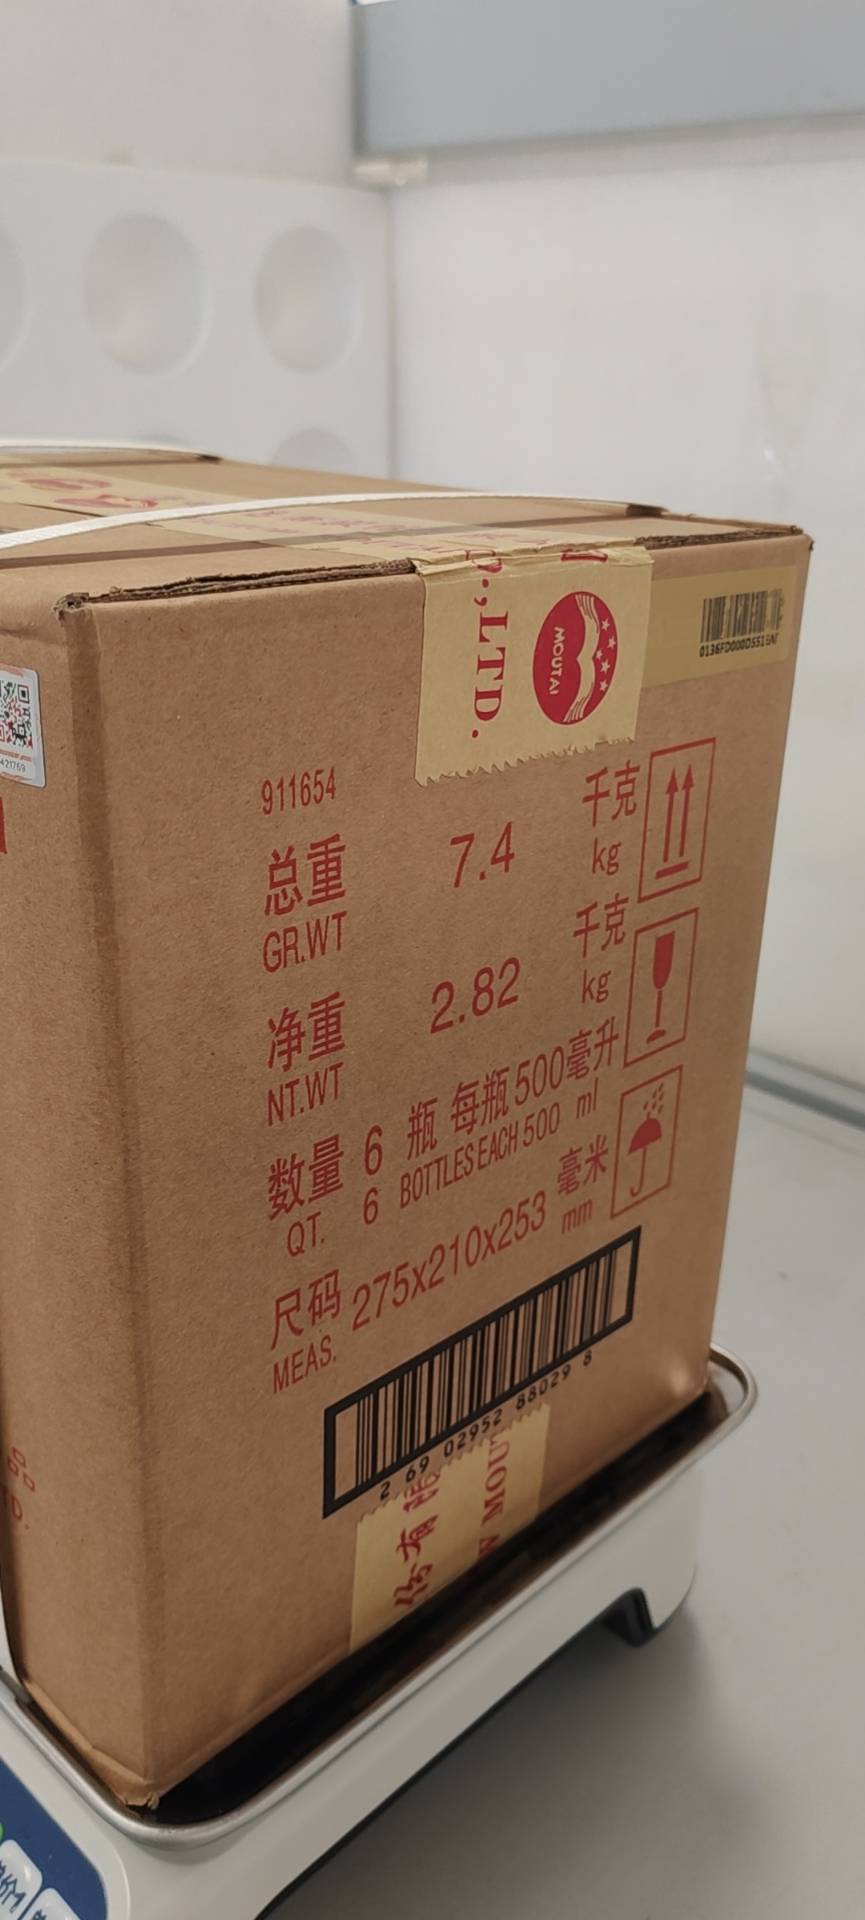 .,LTD.
MOUTAI
911654
总重 7.4 千克
GR.WT kg
净重 2.82 千克
NT.WT kg
数量 6 瓶 每瓶500毫升
QT. 6 BOTTLES EACH 500 ml
尺码 275x210x253 毫米
MEAS. mm
2 69 02952 88029 8
MOU
TD.